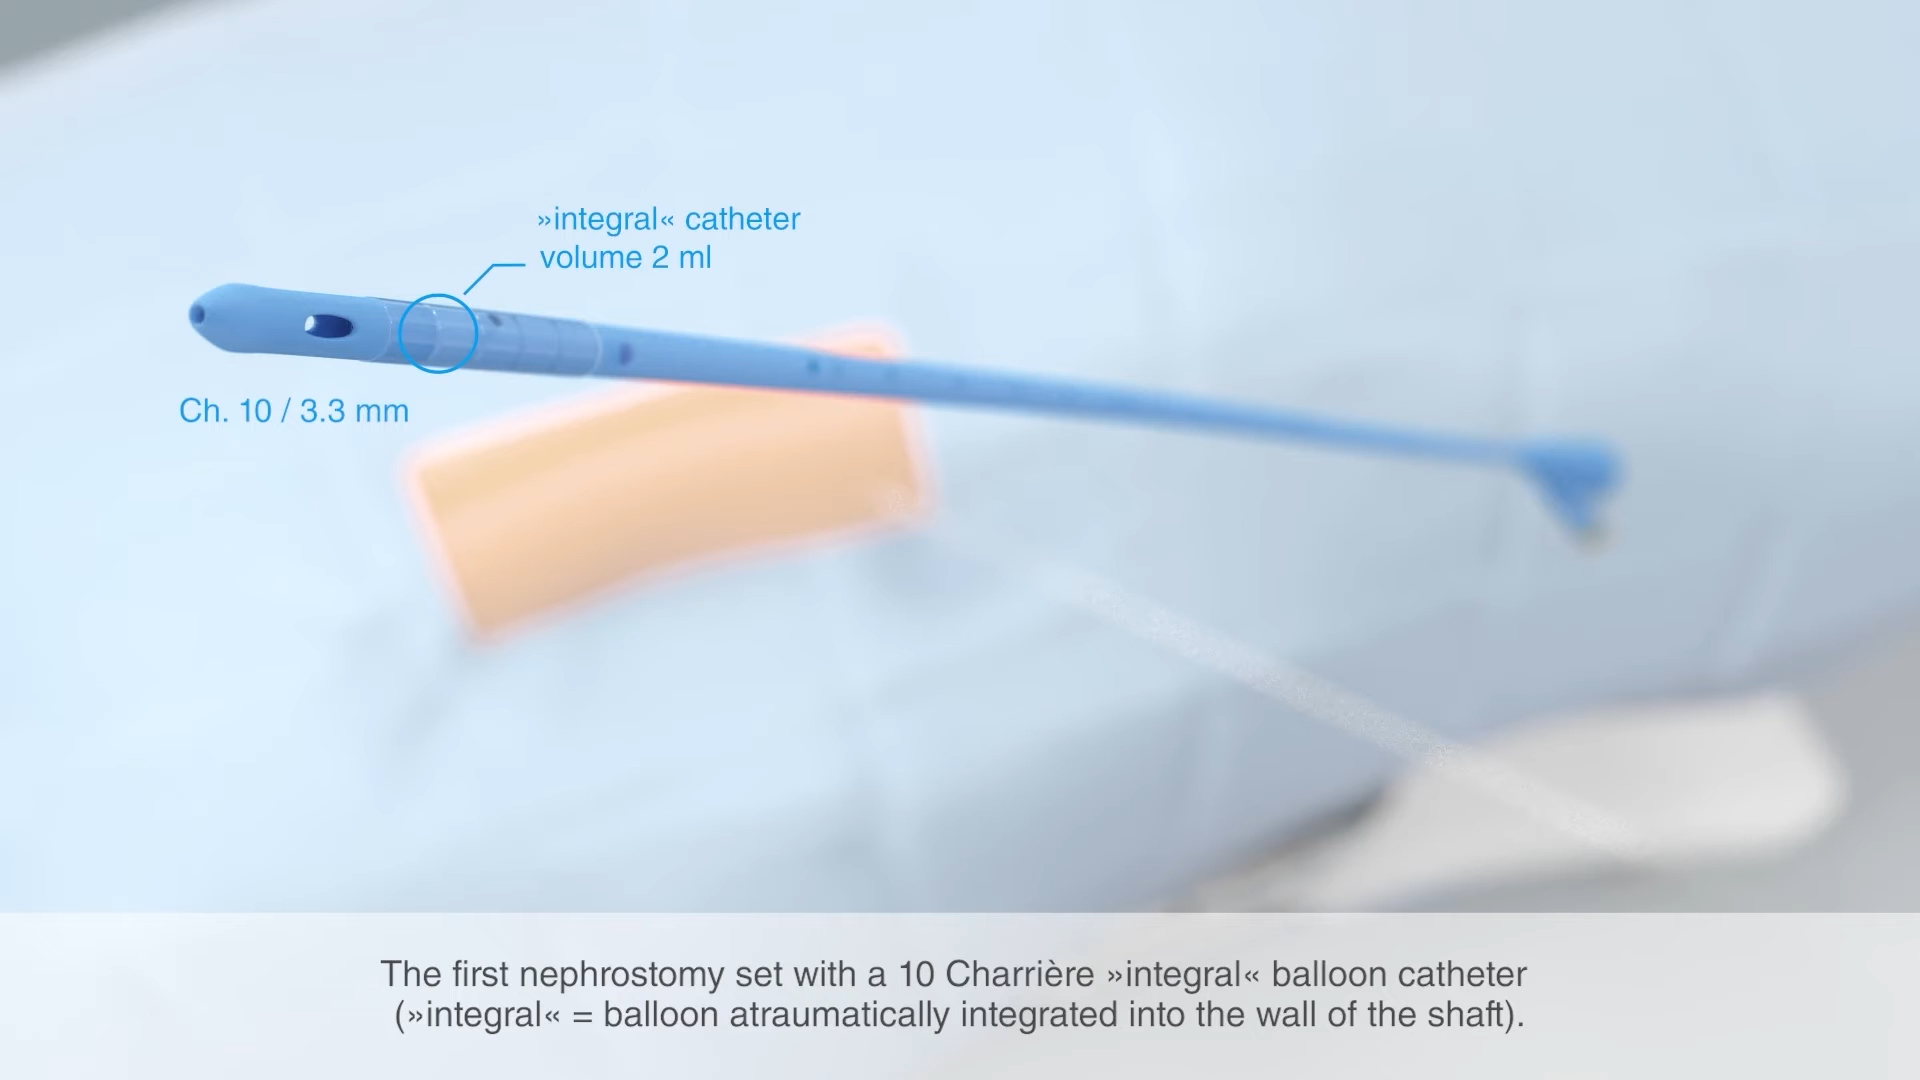 »integral« catheter
volume 2 ml
Ch. 10 / 3.3 mm
The first nephrostomy set with a 10 Charrière »integral« balloon catheter
(»integral« = balloon atraumatically integrated into the wall of the shaft).